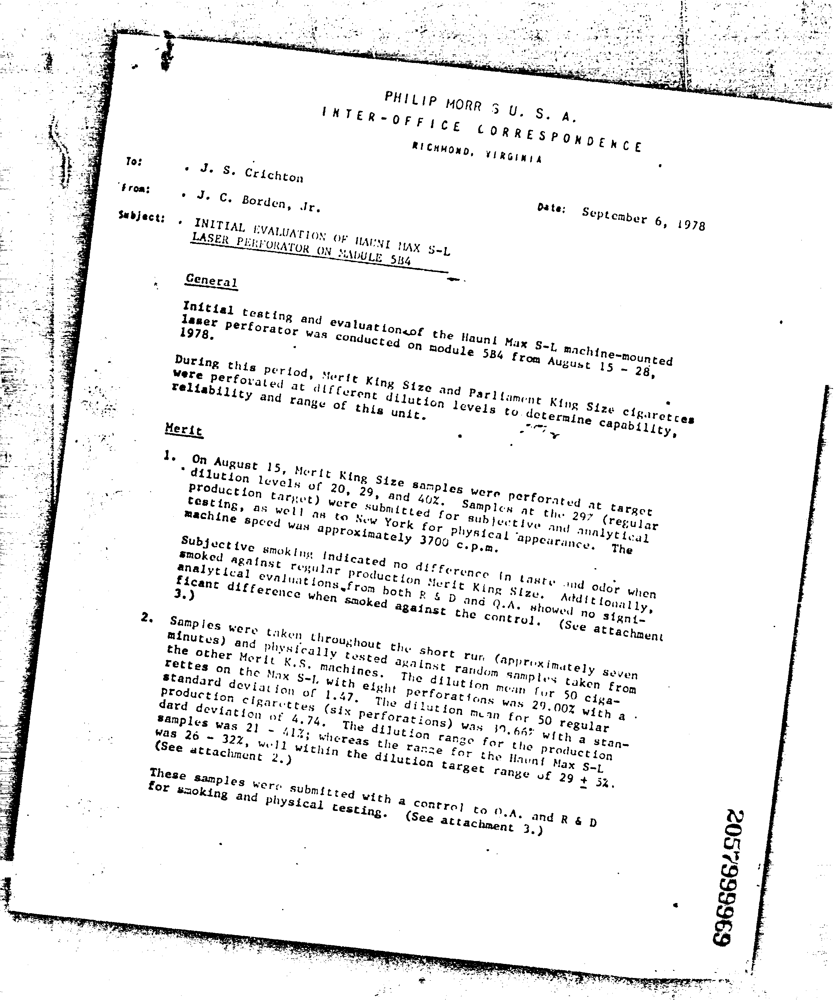 PHILIP MORR S U. S. A.
INTER-OFFICE CORRESPONDENCE
RICHMOND, VIRGINIA
To: . J. S. Crichton
From: . J. C. Borden, Jr.
Date: September 6, 1978
Subject: . INITIAL EVALUATION OF HAUNI MAX S-L
LASER PERFORATOR ON MADULE 5B4
General
Initial testing and evaluation of the Hauni Max S-L machine-mounted
laser perforator was conducted on module 5B4 from August 15 - 28,
1978.
During this period, Merit King Size and Parliament King Size cigarettes
were perforated at different dilution levels to determine capability,
reliability and range of this unit.
Merit
1. On August 15, Merit King Size samples were perforated at target
dilution levels of 20, 29, and 40%. Samples at the 29% (regular
production target) were submitted for subjective and analytical
testing, as well as to New York for physical appearance. The
machine speed was approximately 3700 c.p.m.
Subjective smoking indicated no difference in taste and odor when
smoked against regular production Merit King Size. Additionally,
analytical evaluations from both R & D and Q.A. showed no signi-
ficant difference when smoked against the control. (See attachment
3.)
2. Samples were taken throughout the short run (approximately seven
minutes) and physically tested against random samples taken from
the other Merit K.S. machines. The dilution mean for 50 ciga-
rettes on the Max S-L with eight perforations was 29.00% with a
standard deviation of 1.47. The dilution mean for 50 regular
production cigarettes (six perforations) was with a stan-
dard deviation of 4.74. The dilution range for the production
samples was 21 - 41%; whereas the range for the Hauni Max S-L
was 26 - 32%, well within the dilution target range of 29 ± 5%.
(See attachment 2.)
These samples were submitted with a control to Q.A. and R & D
for smoking and physical testing. (See attachment 3.)
2057999969